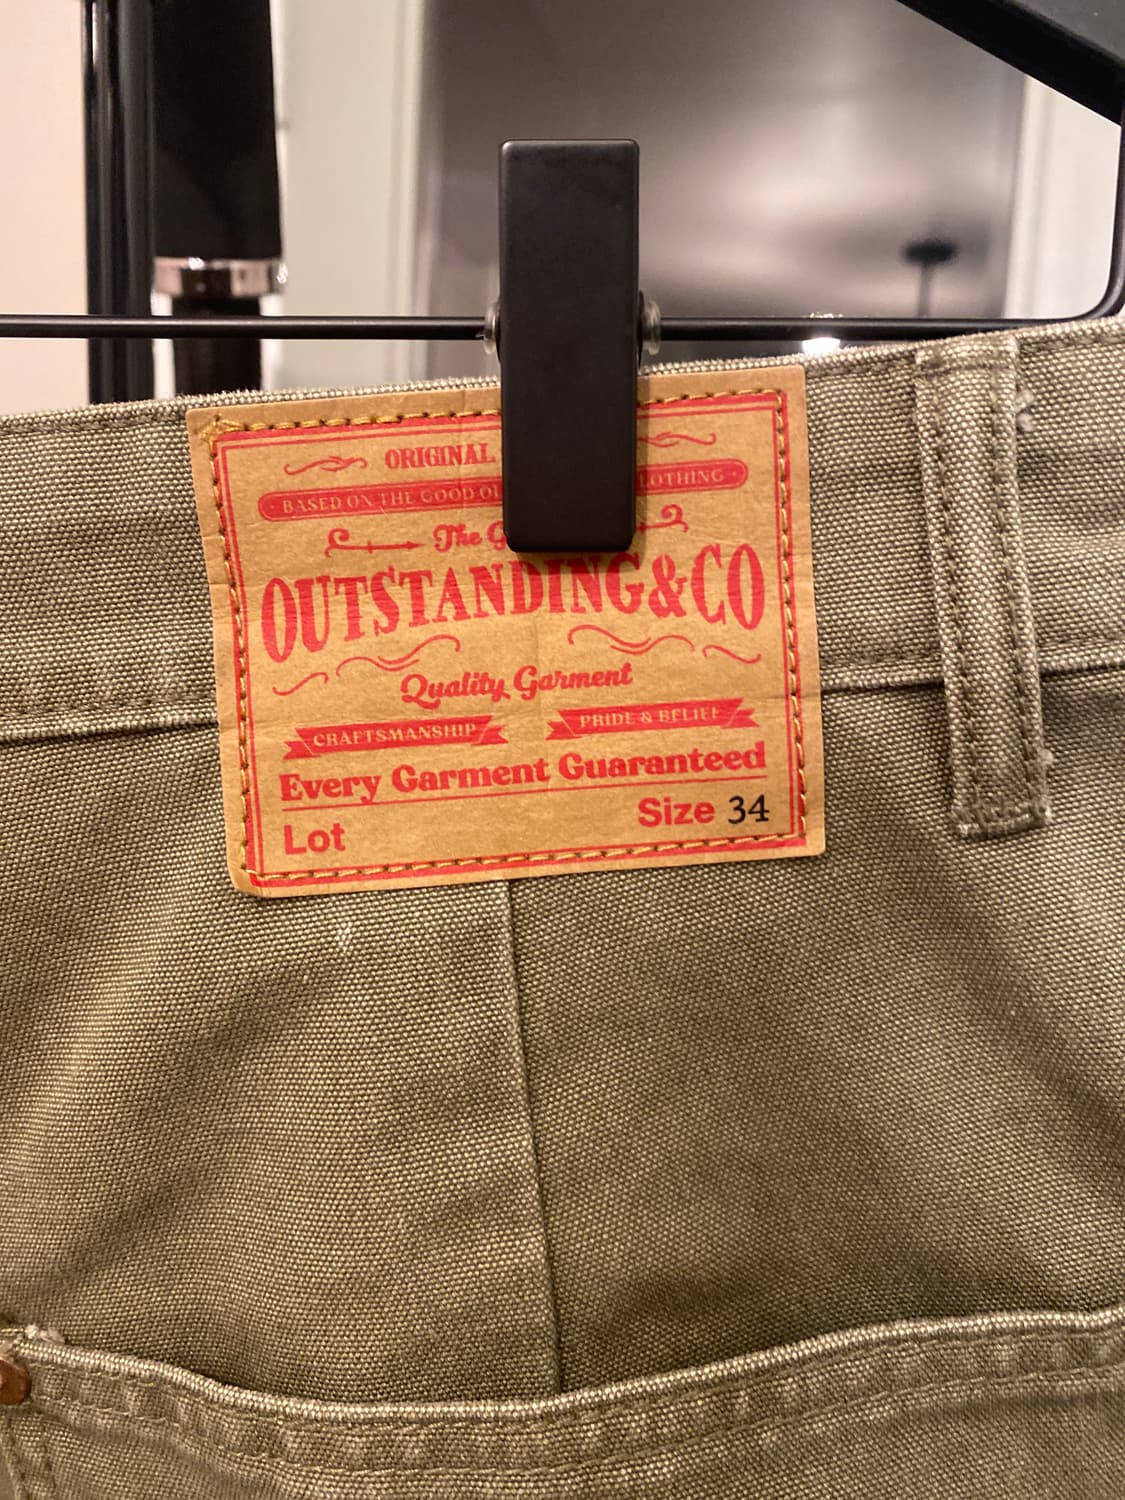 ORIGINAL
BASED ON THE GOOD CLOTHING
The
OUTSTANDING&CO
Quality Garment
CRAFTSMANSHIP PRIDE & BELIEF
Every Garment Guaranteed
Lot Size 34